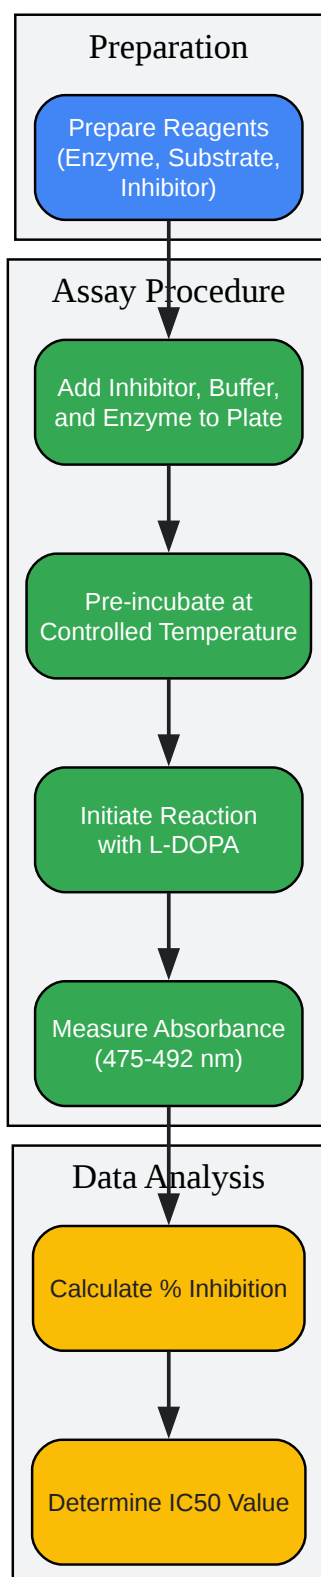 Preparation
Prepare Reagents
(Enzyme, Substrate,
Inhibitor)
Assay Procedure
Add Inhibitor, Buffer,
and Enzyme to Plate
Pre-incubate at
Controlled Temperature
Initiate Reaction
with L-DOPA
Measure Absorbance
(475-492 nm)
Data Analysis
Calculate % Inhibition
Determine IC50 Value